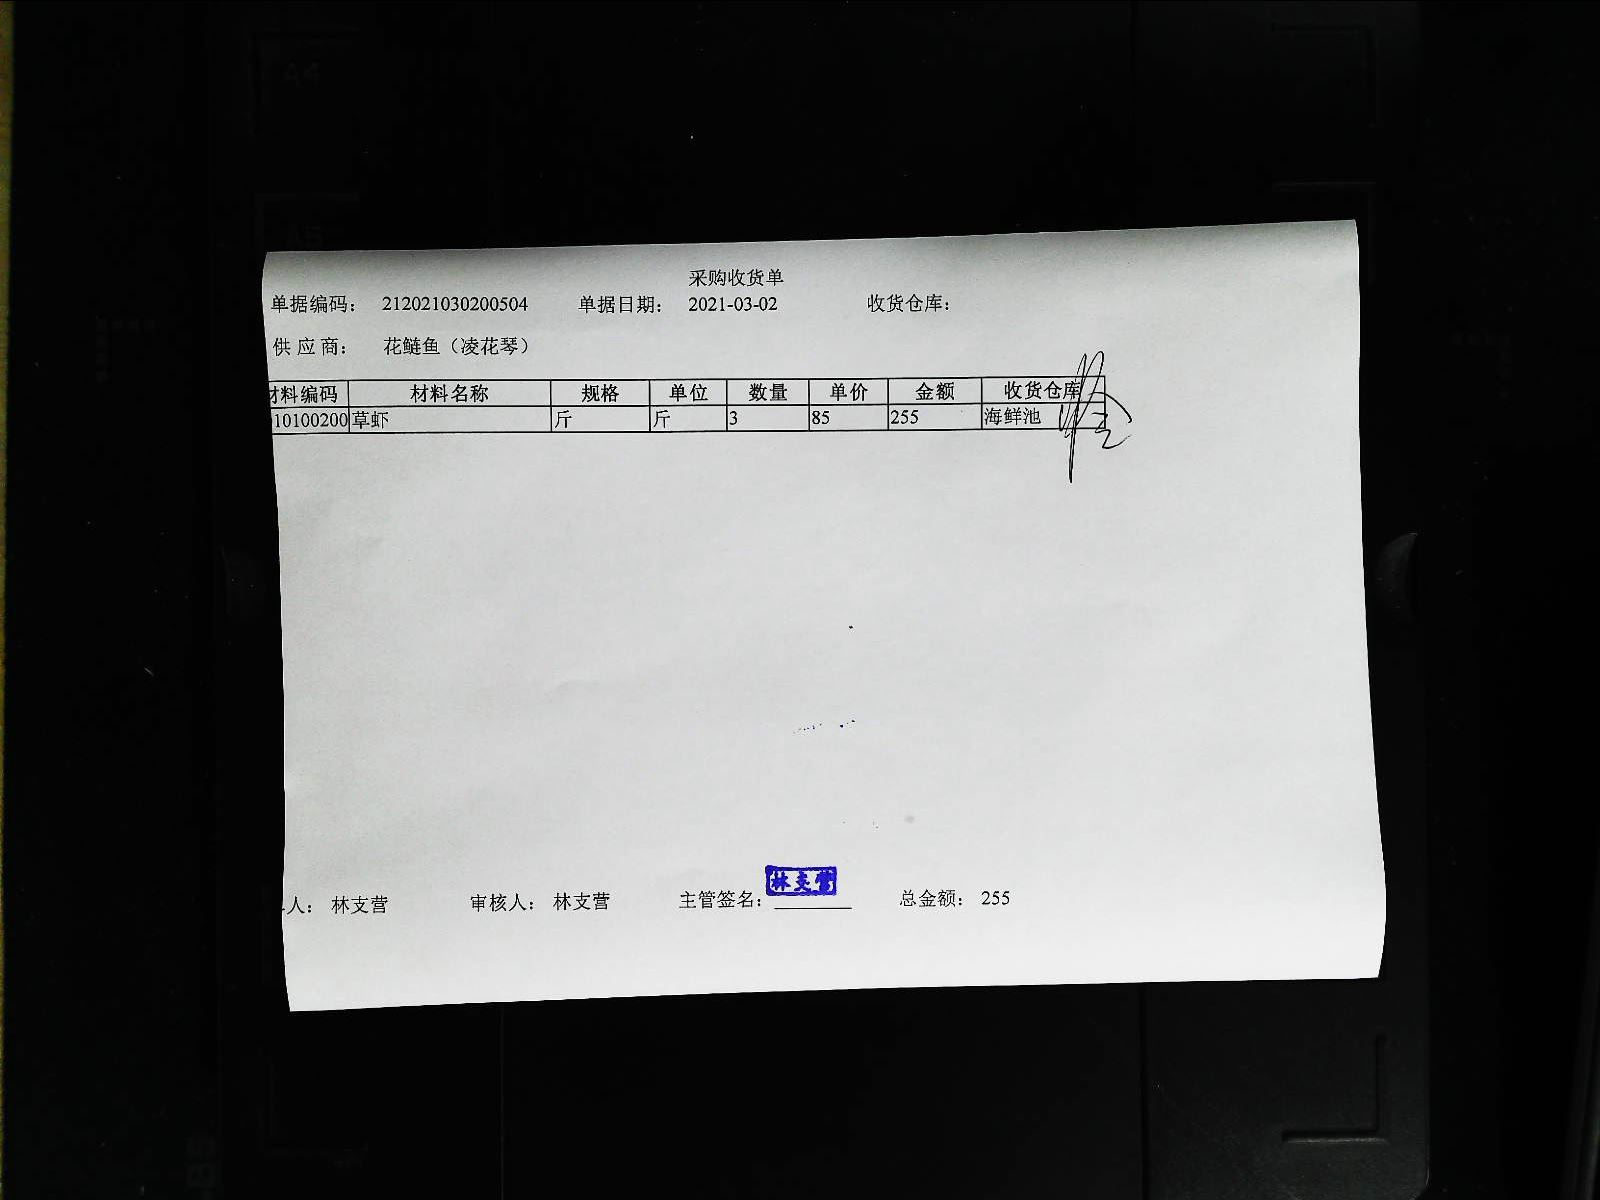 采购收货单
单据编码： 212021030200504 单据日期： 2021-03-02 收货仓库：
供 应 商： 花鲢鱼（凌花琴）
材料编码 材料名称 规格 单位 数量 单价 金额 收货仓库
10100200 草虾 斤 斤 3 85 255 海鲜池
林支营
人： 林支营 审核人： 林支营 主管签名： 总金额： 255
A4
A5